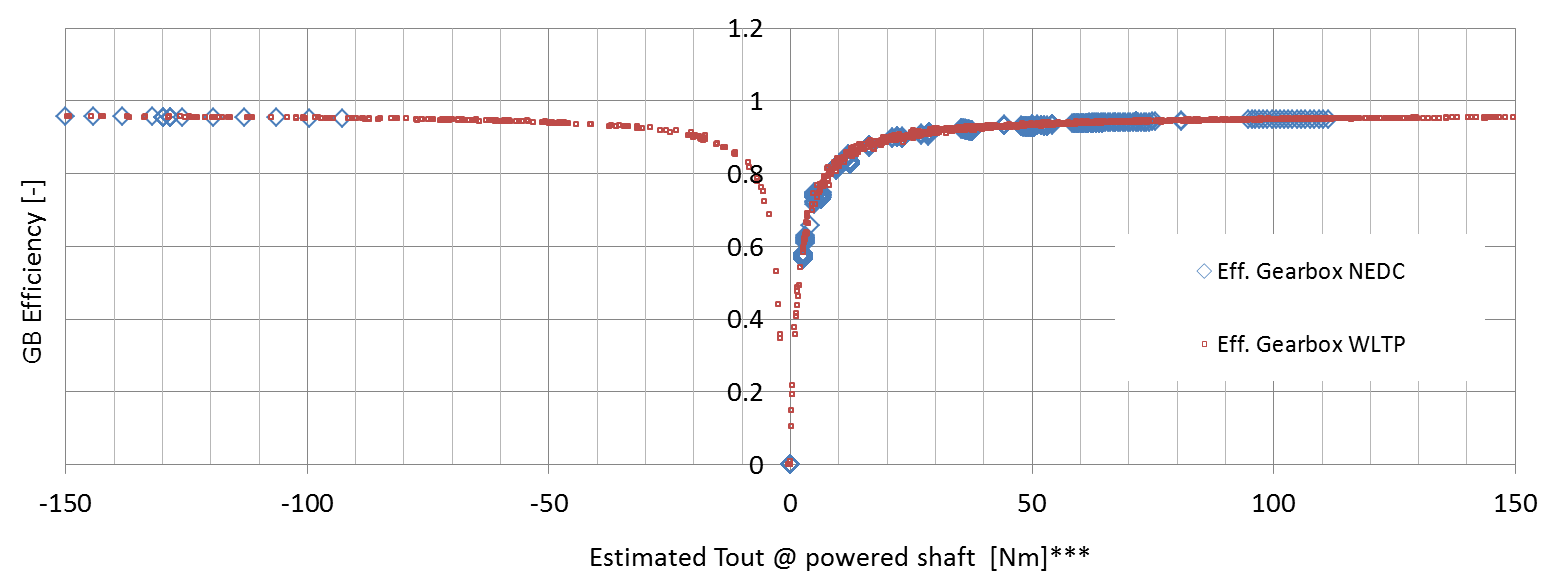 1.2
1
0.8
0.6
0.4
0.2
0
GB Efficiency [-]
Eff. Gearbox NEDC
Eff. Gearbox WLTP
-150 -100 -50 0 50 100 150
Estimated Tout @ powered shaft [Nm]***